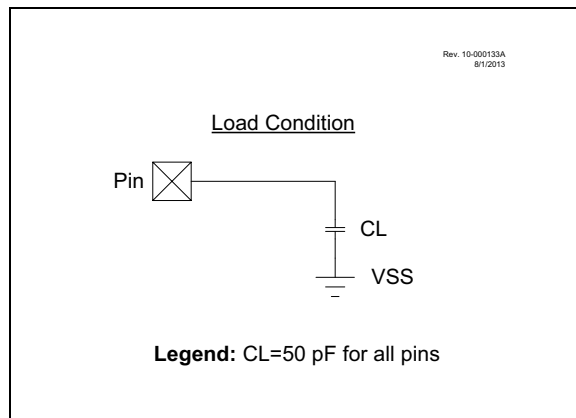 Rev. 10-000133A
8/1/2013
Load Condition
Pin
CL
VSS
Legend: CL=50 pF for all pins